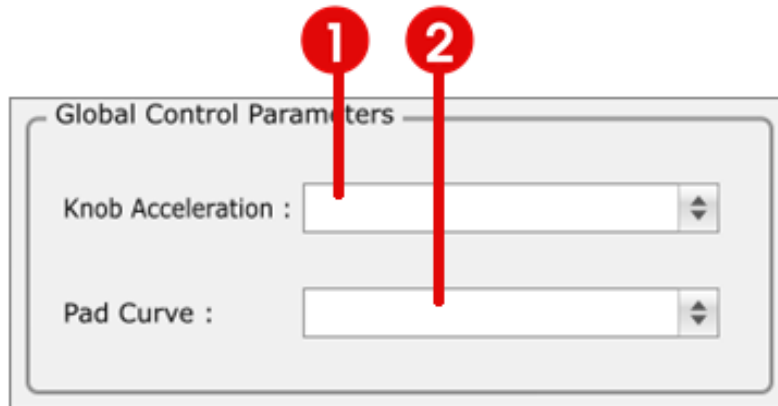 1 2
Global Control Parameters
Knob Acceleration :
Pad Curve :